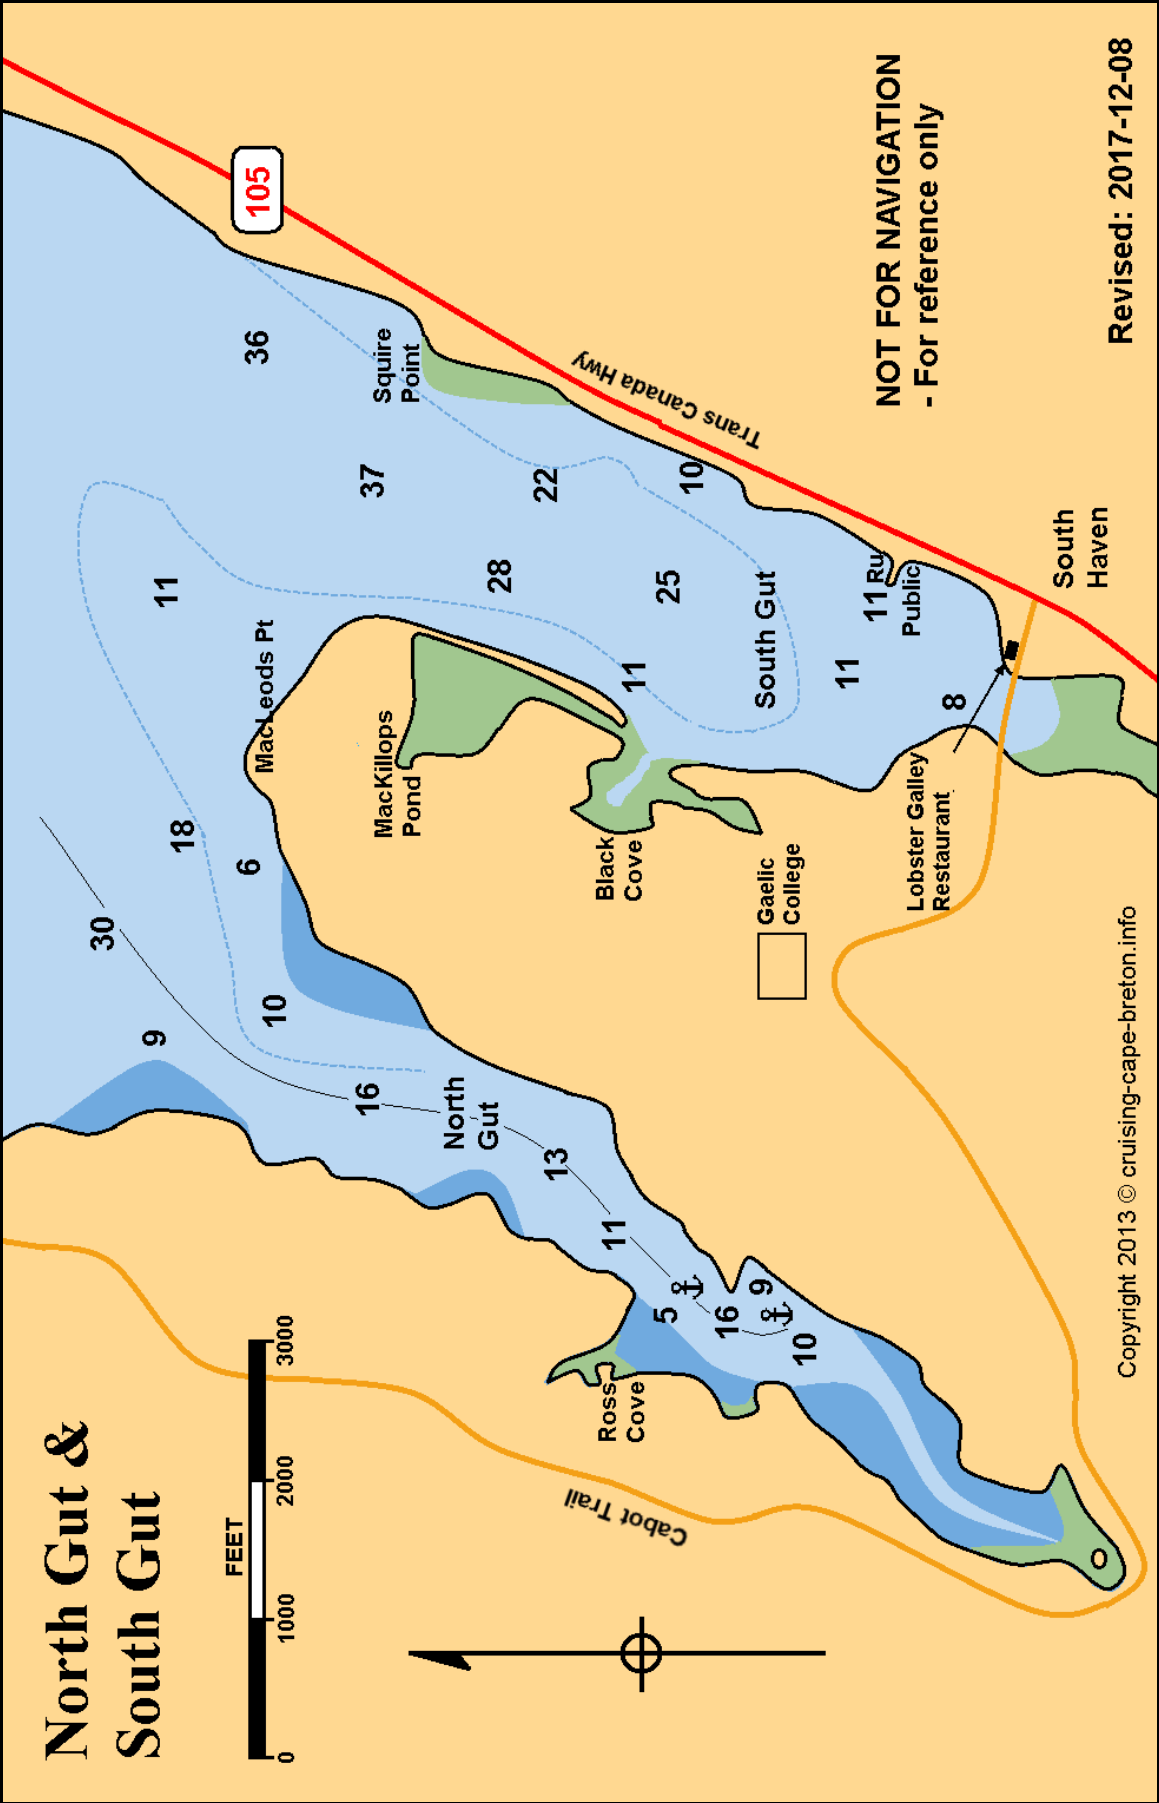 North Gut &
South Gut
FEET
0
1000
2000
3000
Cabot Trail
Ross
Cove
9
30
16
10
18
6
11
North
Gut
13
11
5
16
9
10
MacLeods Pt
MacKillops
Pond
Black
Cove
Gaelic
College
Lobster Galley
Restaurant
36
Squire
Point
37
22
28
10
25
11
South Gut
11
Ru
Public
11
8
105
Trans Canada Hwy
South
Haven
NOT FOR NAVIGATION
- For reference only
Revised: 2017-12-08
Copyright 2013 © cruising-cape-breton.info